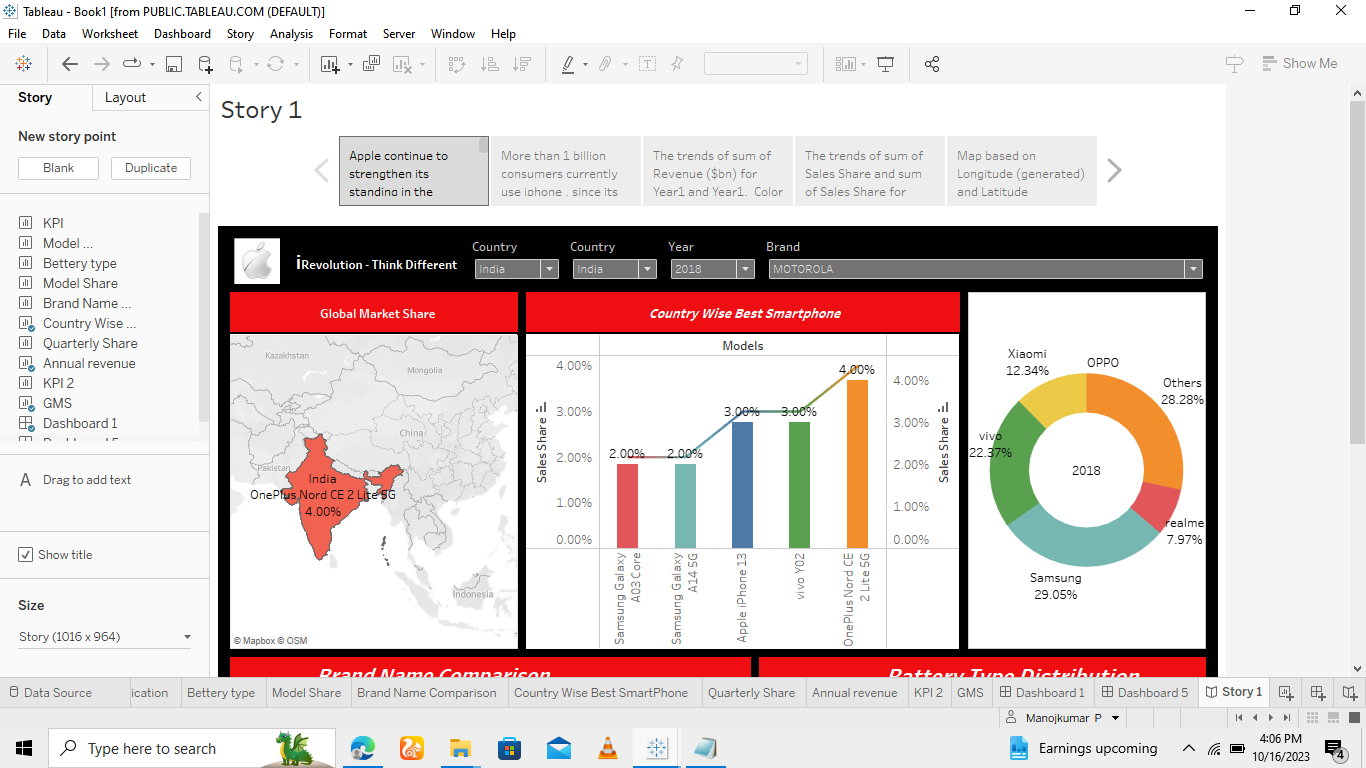 Tableau - Book1 [from PUBLIC.TABLEAU.COM (DEFAULT)]
File Data Worksheet Dashboard Story Analysis Format Server Window Help
Show Me
Story Layout
New story point
Blank Duplicate
KPI
Model ...
Bettery type
Model Share
Brand Name ...
Country Wise ...
Quarterly Share
Annual revenue
KPI 2
GMS
Dashboard 1
A Drag to add text
Show title
Size
Story (1016 x 964)
Story 1
Apple continue to
strengthen its
standing in the
More than 1 billion
consumers currently
use iphone , since its
The trends of sum of
Revenue ($bn) for
Year1 and Year1. Color
The trends of sum of
Sales Share and sum
of Sales Share for
Map based on
Longitude (generated)
and Latitude
iRevolution - Think Different
Country
India
Country
India
Year
2018
Brand
MOTOROLA
Global Market Share
Kazakhstan
Mongolia
China
Pakistan
India
OnePlus Nord CE 2 Lite 5G
4.00%
Indonesia
© Mapbox © OSM
Country Wise Best Smartphone
Models
4.00%
3.00%
2.00%
1.00%
0.00%
Sales Share
2.00%
2.00%
3.00%
3.00%
4.00%
4.00%
3.00%
2.00%
1.00%
0.00%
Sales Share
Samsung Galaxy
A03 Core
Samsung Galaxy
A14 5G
Apple iPhone 13
vivo Y02
OnePlus Nord CE
2 Lite 5G
Xiaomi
12.34%
OPPO
Others
28.28%
vivo
22.37%
2018
realme
7.97%
Samsung
29.05%
Brand Name Comparison
Battery Type Distribution
Data Source ication Bettery type Model Share Brand Name Comparison Country Wise Best SmartPhone Quarterly Share Annual revenue KPI 2 GMS Dashboard 1 Dashboard 5 Story 1
Manojkumar P
Type here to search
Earnings upcoming
4:06 PM
10/16/2023
4